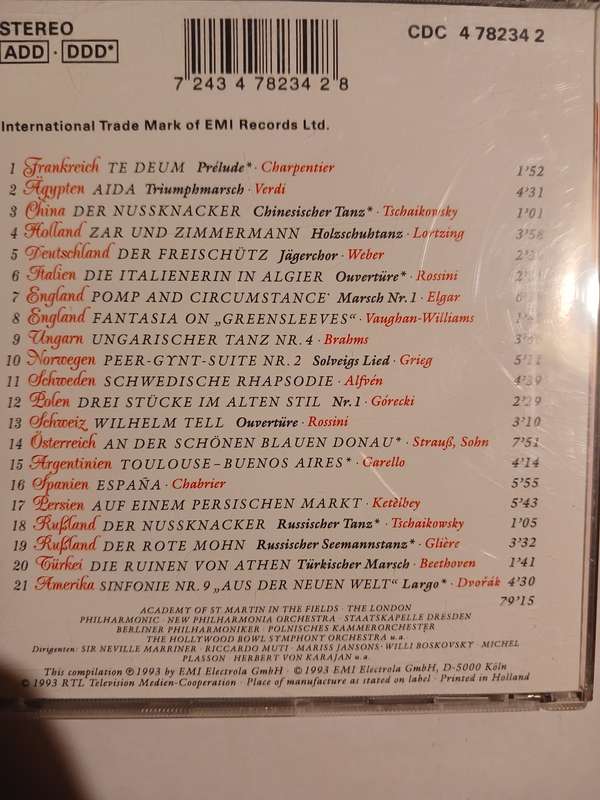 STEREO
ADD · DDD*
CDC 4 78234 2
7 243 4 78234 2 8
International Trade Mark of EMI Records Ltd.
1 Frankreich TE DEUM Prélude* · Charpentier 1'52
2 Ägypten AIDA Triumphmarsch · Verdi 4'31
3 China DER NUSSKNACKER Chinesischer Tanz* · Tschaikowsky 1'01
4 Holland ZAR UND ZIMMERMANN Holzschuhtanz · Lortzing 3'58
5 Deutschland DER FREISCHÜTZ Jägerchor · Weber
6 Italien DIE ITALIENERIN IN ALGIER Ouvertüre* · Rossini
7 England POMP AND CIRCUMSTANCE* Marsch Nr. 1 · Elgar
8 England FANTASIA ON „GREENSLEEVES" · Vaughan-Williams
9 Ungarn UNGARISCHER TANZ NR. 4 · Brahms
10 Norwegen PEER-GYNT-SUITE NR. 2 Solveigs Lied · Grieg 5'11
11 Schweden SCHWEDISCHE RHAPSODIE · Alfvén 4'39
12 Polen DREI STÜCKE IM ALTEN STIL Nr. 1 · Górecki 2'29
13 Schweiz WILHELM TELL Ouvertüre · Rossini 3'10
14 Österreich AN DER SCHÖNEN BLAUEN DONAU* · Strauß, Sohn 7'51
15 Argentinien TOULOUSE – BUENOS AIRES* · Garello 4'14
16 Spanien ESPAÑA · Chabrier 5'55
17 Persien AUF EINEM PERSISCHEN MARKT · Ketèlbey 5'43
18 Rußland DER NUSSKNACKER Russischer Tanz* · Tschaikowsky 1'05
19 Rußland DER ROTE MOHN Russischer Seemannstanz* · Glière 3'32
20 Türkei DIE RUINEN VON ATHEN Türkischer Marsch · Beethoven 1'41
21 Amerika SINFONIE NR. 9 „AUS DER NEUEN WELT" Largo* · Dvořák 4'30
79'15
ACADEMY OF ST MARTIN IN THE FIELDS · THE LONDON
PHILHARMONIC · NEW PHILHARMONIA ORCHESTRA · STAATSKAPELLE DRESDEN
BERLINER PHILHARMONIKER · POLNISCHES KAMMERORCHESTER
THE HOLLYWOOD BOWL SYMPHONY ORCHESTRA u.a.
Dirigenten: SIR NEVILLE MARRINER · RICCARDO MUTI · MARISS JANSONS · WILLI BOSKOVSKY · MICHEL
PLASSON · HERBERT VON KARAJAN u.a.
This compilation ℗ 1993 by EMI Electrola GmbH · © 1993 EMI Electrola GmbH, D-5000 Köln
© 1993 RTL Television Medien-Cooperation · Place of manufacture as stated on label · Printed in Holland